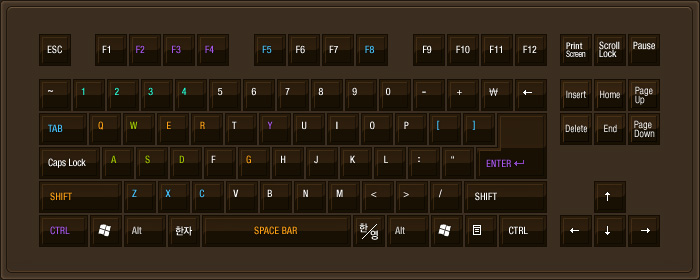 ESC F1 F2 F3 F4 F5 F6 F7 F8 F9 F10 F11 F12 Print Screen Scroll Lock Pause
~ 1 2 3 4 5 6 7 8 9 0 - + ₩ ← Insert Home Page Up
TAB Q W E R T Y U I O P [ ] Delete End Page Down
Caps Lock A S D F G H J K L : " ENTER ↵
SHIFT Z X C V B N M < > / SHIFT ↑
CTRL Alt 한자 SPACE BAR 한/영 Alt CTRL ← ↓ →